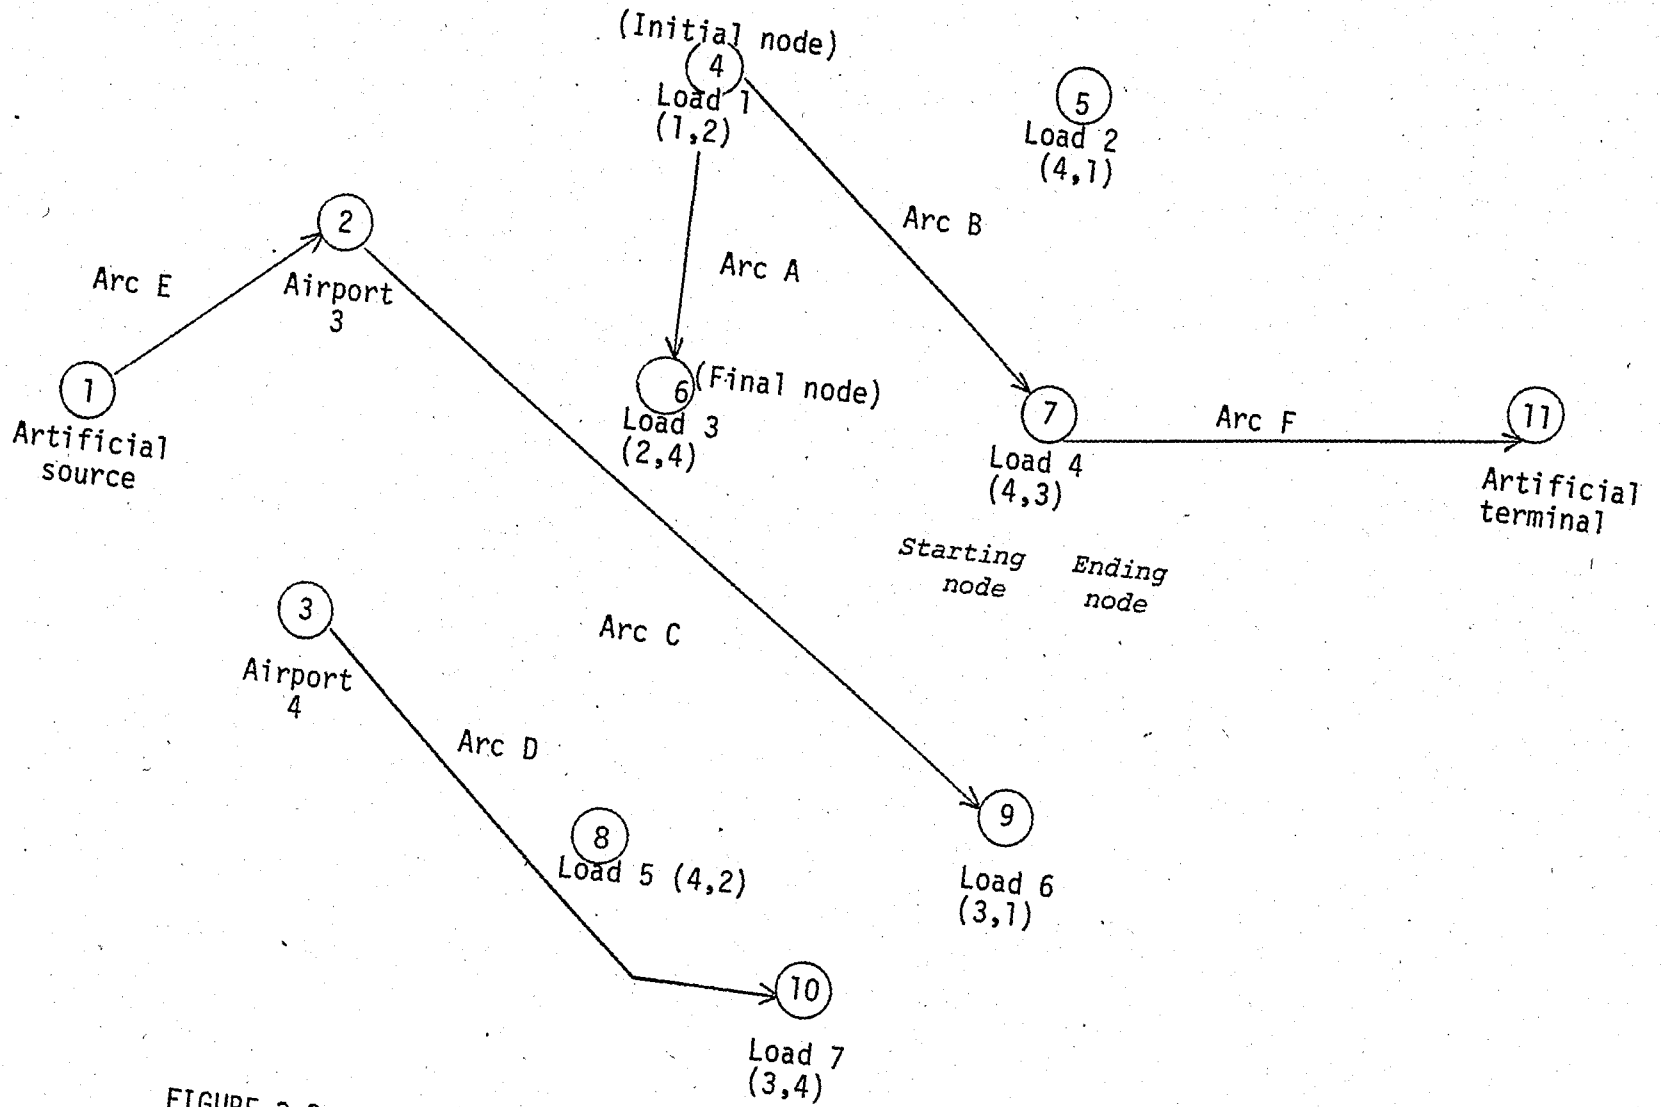 (Initial node)
4
Load 1
(1,2)
5
Load 2
(4,1)
2
Arc B
Arc E
Airport
3
Arc A
1
Artificial
source
6
(Final node)
Load 3
(2,4)
7
Load 4
(4,3)
Arc F
11
Artificial
terminal
Starting
node
Ending
node
3
Airport
4
Arc C
Arc D
8
Load 5 (4,2)
9
Load 6
(3,1)
10
Load 7
(3,4)
FIGURE